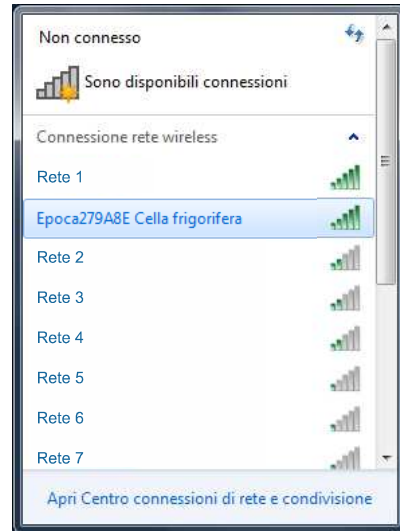 Non connesso
Sono disponibili connessioni
Connessione rete wireless
Rete 1
Epoca279A8E Cella frigorifera
Rete 2
Rete 3
Rete 4
Rete 5
Rete 6
Rete 7
Apri Centro connessioni di rete e condivisione